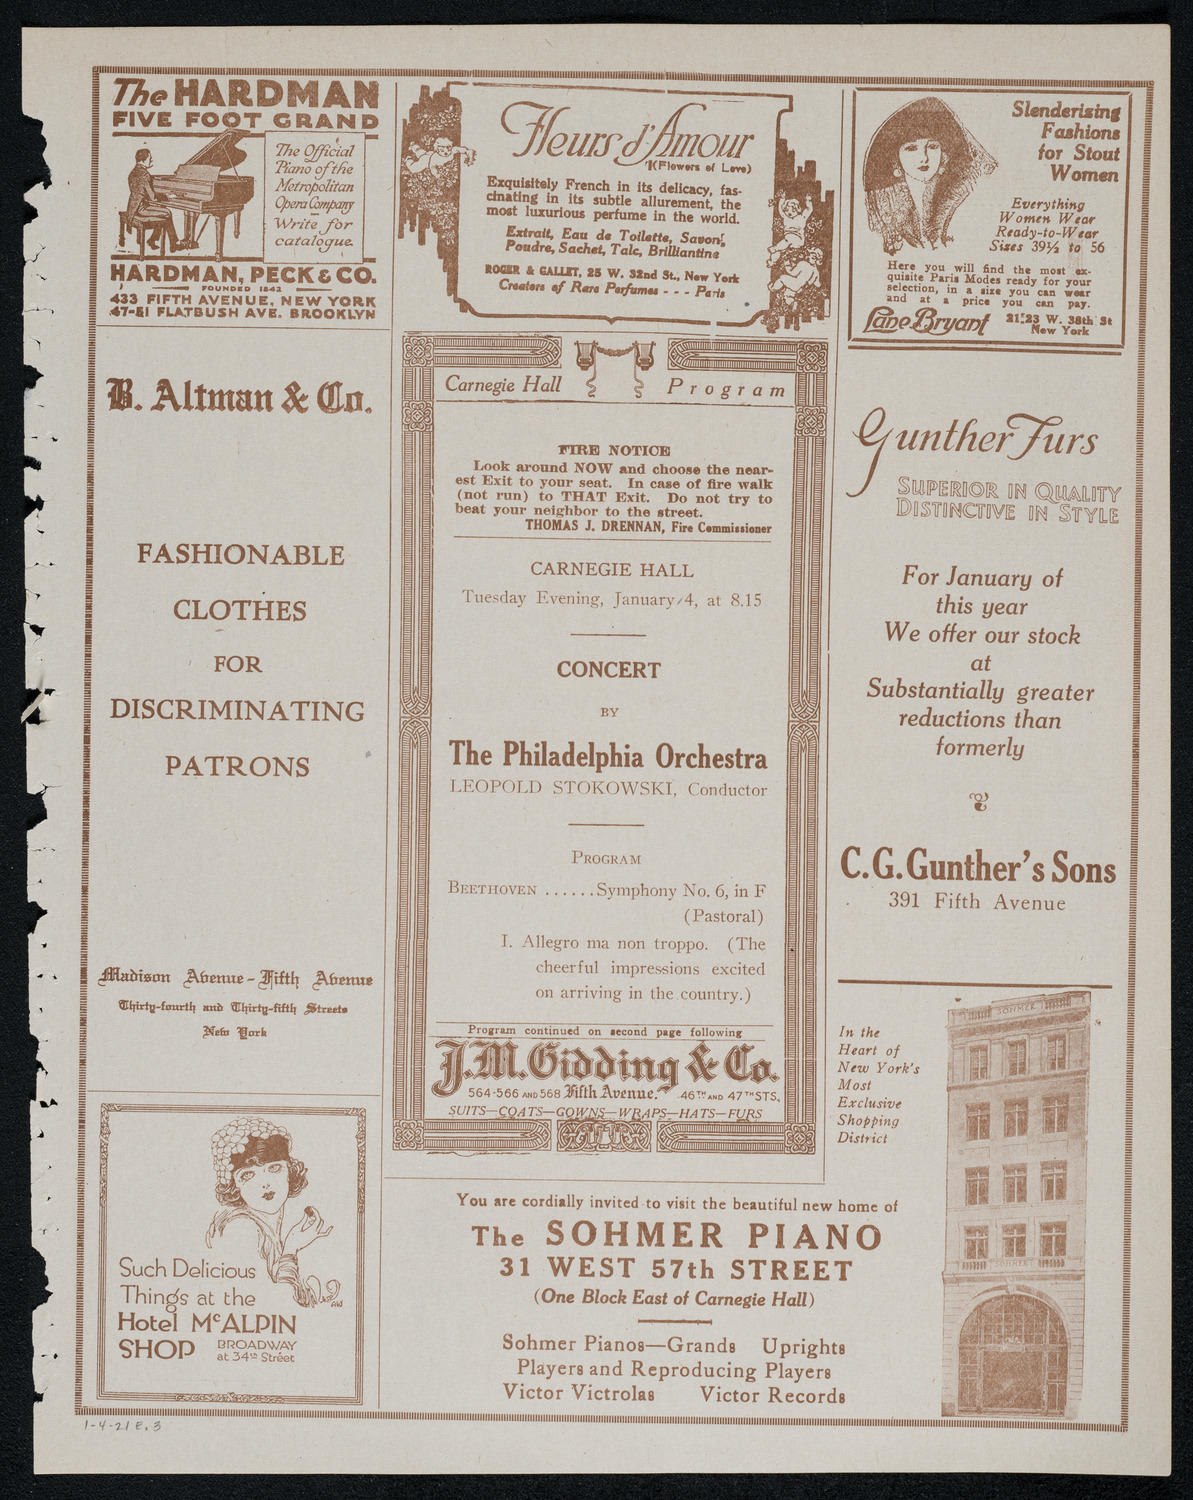 The HARDMAN
FIVE FOOT GRAND
The Official
Piano of the
Metropolitan
Opera Company
Write for
catalogue.
HARDMAN, PECK & CO.
FOUNDED 1842
433 FIFTH AVENUE, NEW YORK
47-51 FLATBUSH AVE. BROOKLYN
Fleurs d'Amour
(Flowers of Love)
Exquisitely French in its delicacy, fas-
cinating in its subtle allurement, the
most luxurious perfume in the world.
Extrait, Eau de Toilette, Savon,
Poudre, Sachet, Talc, Brilliantine
ROGER & GALLET, 25 W. 32nd St., New York
Creators of Rare Perfumes - - - Paris
Slenderizing
Fashions
for Stout
Women
Everything
Women Wear
Ready-to-Wear
Sizes 39½ to 56
Here you will find the most ex-
quisite Paris Modes ready for your
selection, in a size you can wear
and at a price you can pay.
Lane Bryant 21-23 W. 38th St
New York
B. Altman & Co.
FASHIONABLE
CLOTHES
FOR
DISCRIMINATING
PATRONS
Madison Avenue - Fifth Avenue
Thirty-fourth and Thirty-fifth Streets
New York
Such Delicious
Things at the
Hotel McALPIN
SHOP BROADWAY
at 34th Street
Carnegie Hall Program
FIRE NOTICE
Look around NOW and choose the near-
est Exit to your seat. In case of fire walk
(not run) to THAT Exit. Do not try to
beat your neighbor to the street.
THOMAS J. DRENNAN, Fire Commissioner
CARNEGIE HALL
Tuesday Evening, January 4, at 8.15
CONCERT
BY
The Philadelphia Orchestra
LEOPOLD STOKOWSKI, Conductor
PROGRAM
BEETHOVEN ......Symphony No. 6, in F
(Pastoral)
I. Allegro ma non troppo. (The
cheerful impressions excited
on arriving in the country.)
Program continued on second page following
J.M. Gidding & Co.
564-566 AND 568 Fifth Avenue. 46TH AND 47TH STS.
SUITS—COATS—GOWNS—WRAPS—HATS—FURS
Gunther Furs
SUPERIOR IN QUALITY
DISTINCTIVE IN STYLE
For January of
this year
We offer our stock
at
Substantially greater
reductions than
formerly
C.G. Gunther's Sons
391 Fifth Avenue
In the
Heart of
New York's
Most
Exclusive
Shopping
District
SOHMER
SOHMER
You are cordially invited to visit the beautiful new home of
The SOHMER PIANO
31 WEST 57th STREET
(One Block East of Carnegie Hall)
Sohmer Pianos—Grands Uprights
Players and Reproducing Players
Victor Victrolas Victor Records
1-4-21 E. 3